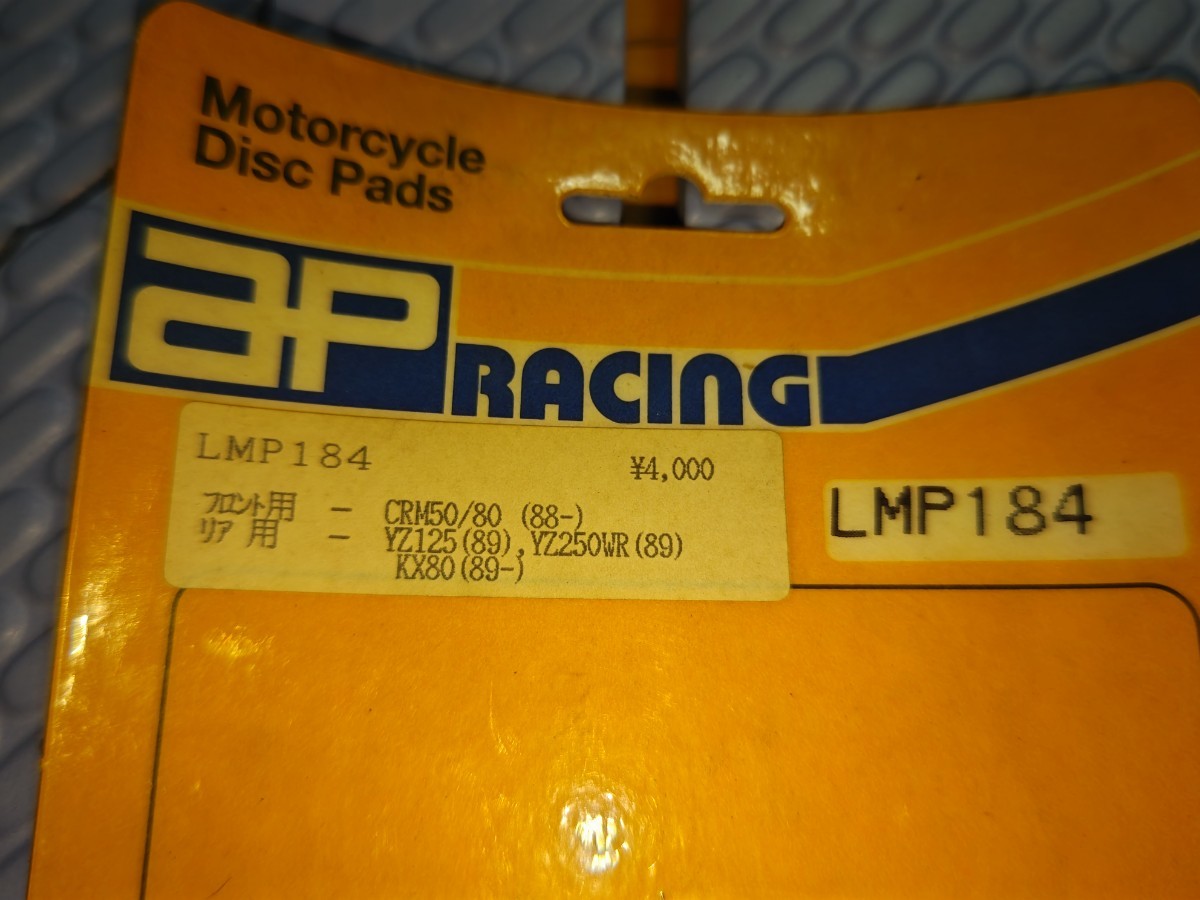 Motorcycle
Disc Pads
ap RACING
LMP184 ¥4,000
フロント用 － CRM50/80 (88-)
リア 用 － YZ125(89),YZ250WR(89)
KX80(89-)
LMP184